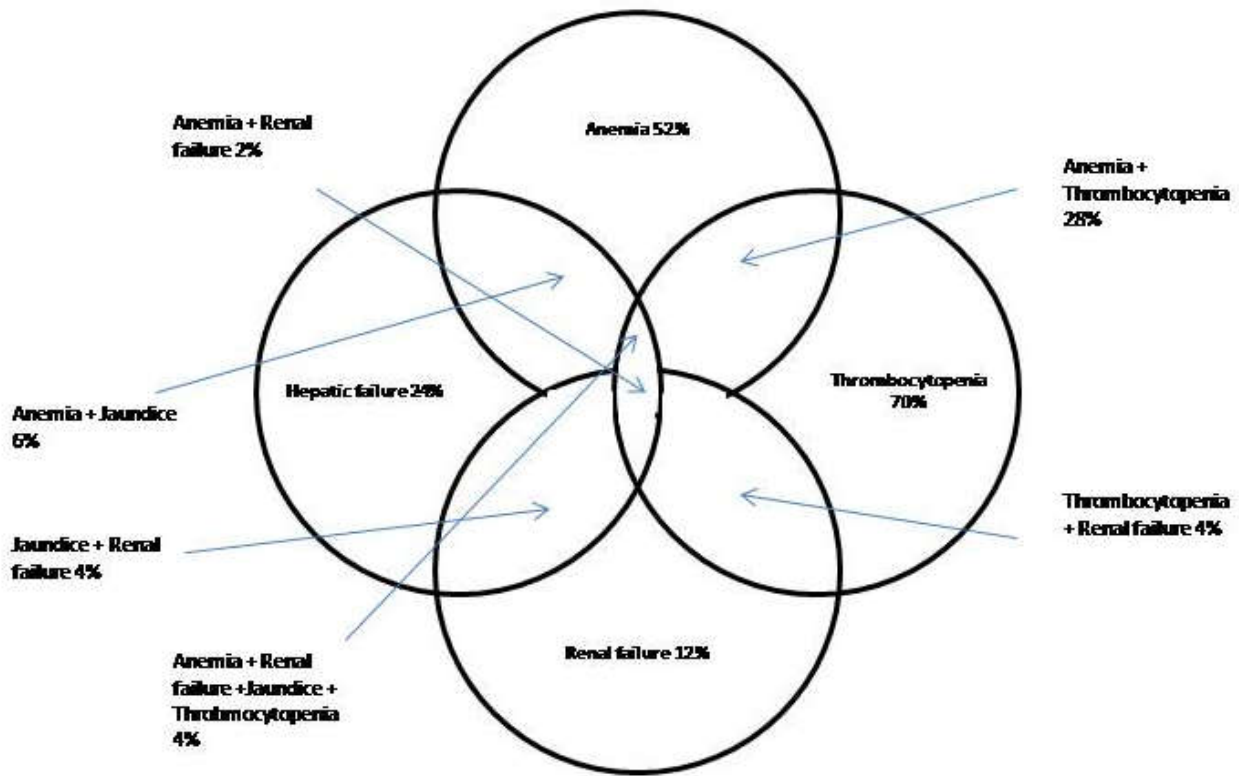 Anemia 52%
Anemia + Renal
failure 2%
Anemia +
Thrombocytopenia
28%
Hepatic failure 24%
Thrombocytopenia
70%
Anemia + Jaundice
6%
Thrombocytopenia
+ Renal failure 4%
Jaundice + Renal
failure 4%
Renal failure 12%
Anemia + Renal
failure +Jaundice +
Throbmocytopenia
4%